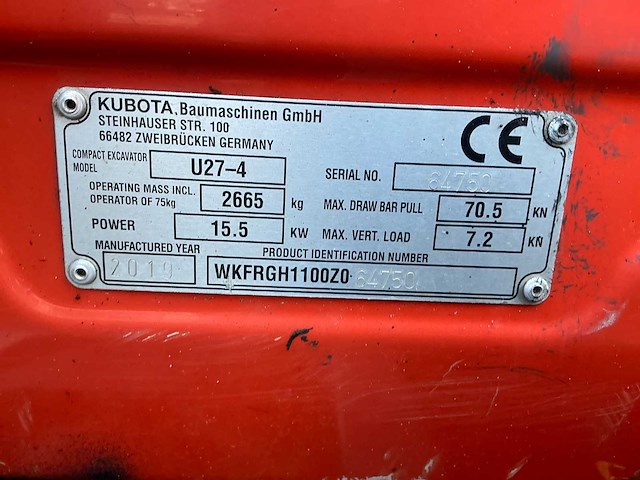 KUBOTA Baumaschinen GmbH
STEINHAUSER STR. 100
66482 ZWEIBRÜCKEN GERMANY
CE
COMPACT EXCAVATOR MODEL U27-4
SERIAL NO. 64750
OPERATING MASS INCL. OPERATOR OF 75kg 2665 kg
MAX. DRAW BAR PULL 70.5 KN
POWER 15.5 KW
MAX. VERT. LOAD 7.2 KN
MANUFACTURED YEAR 2019
PRODUCT IDENTIFICATION NUMBER
WKFRGH1100Z0 64750